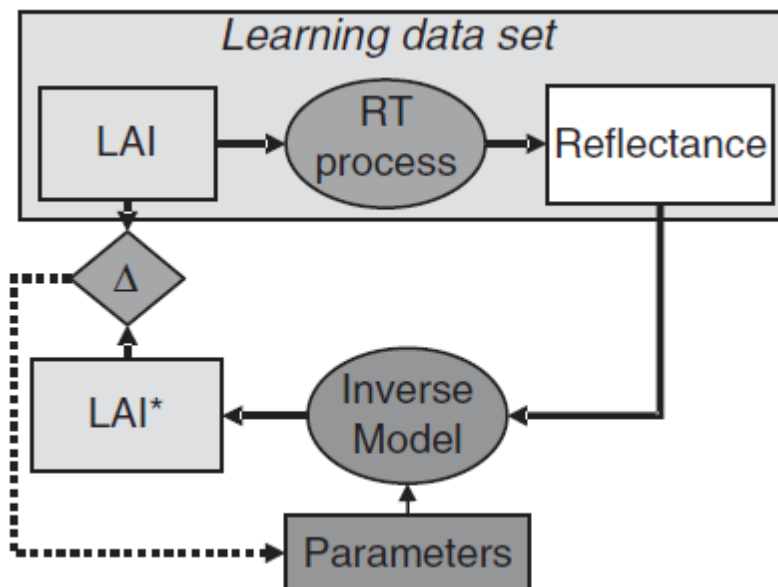 Learning data set
LAI
RT
process
Reflectance
Δ
LAI*
Inverse
Model
Parameters